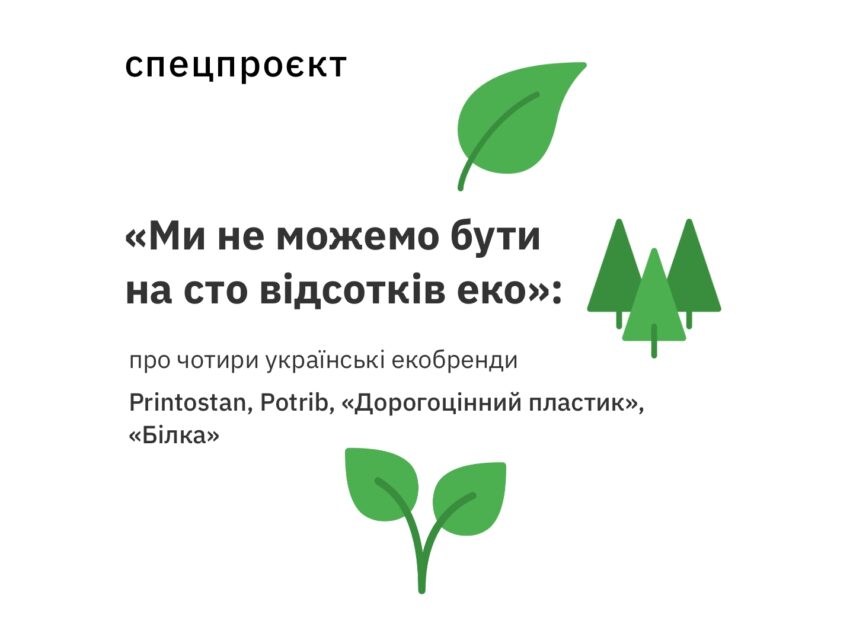 спецпроєкт
«Ми не можемо бути
на сто відсотків еко»:
про чотири українські екобренди
Printostan, Potrib, «Дорогоцінний пластик»,
«Білка»